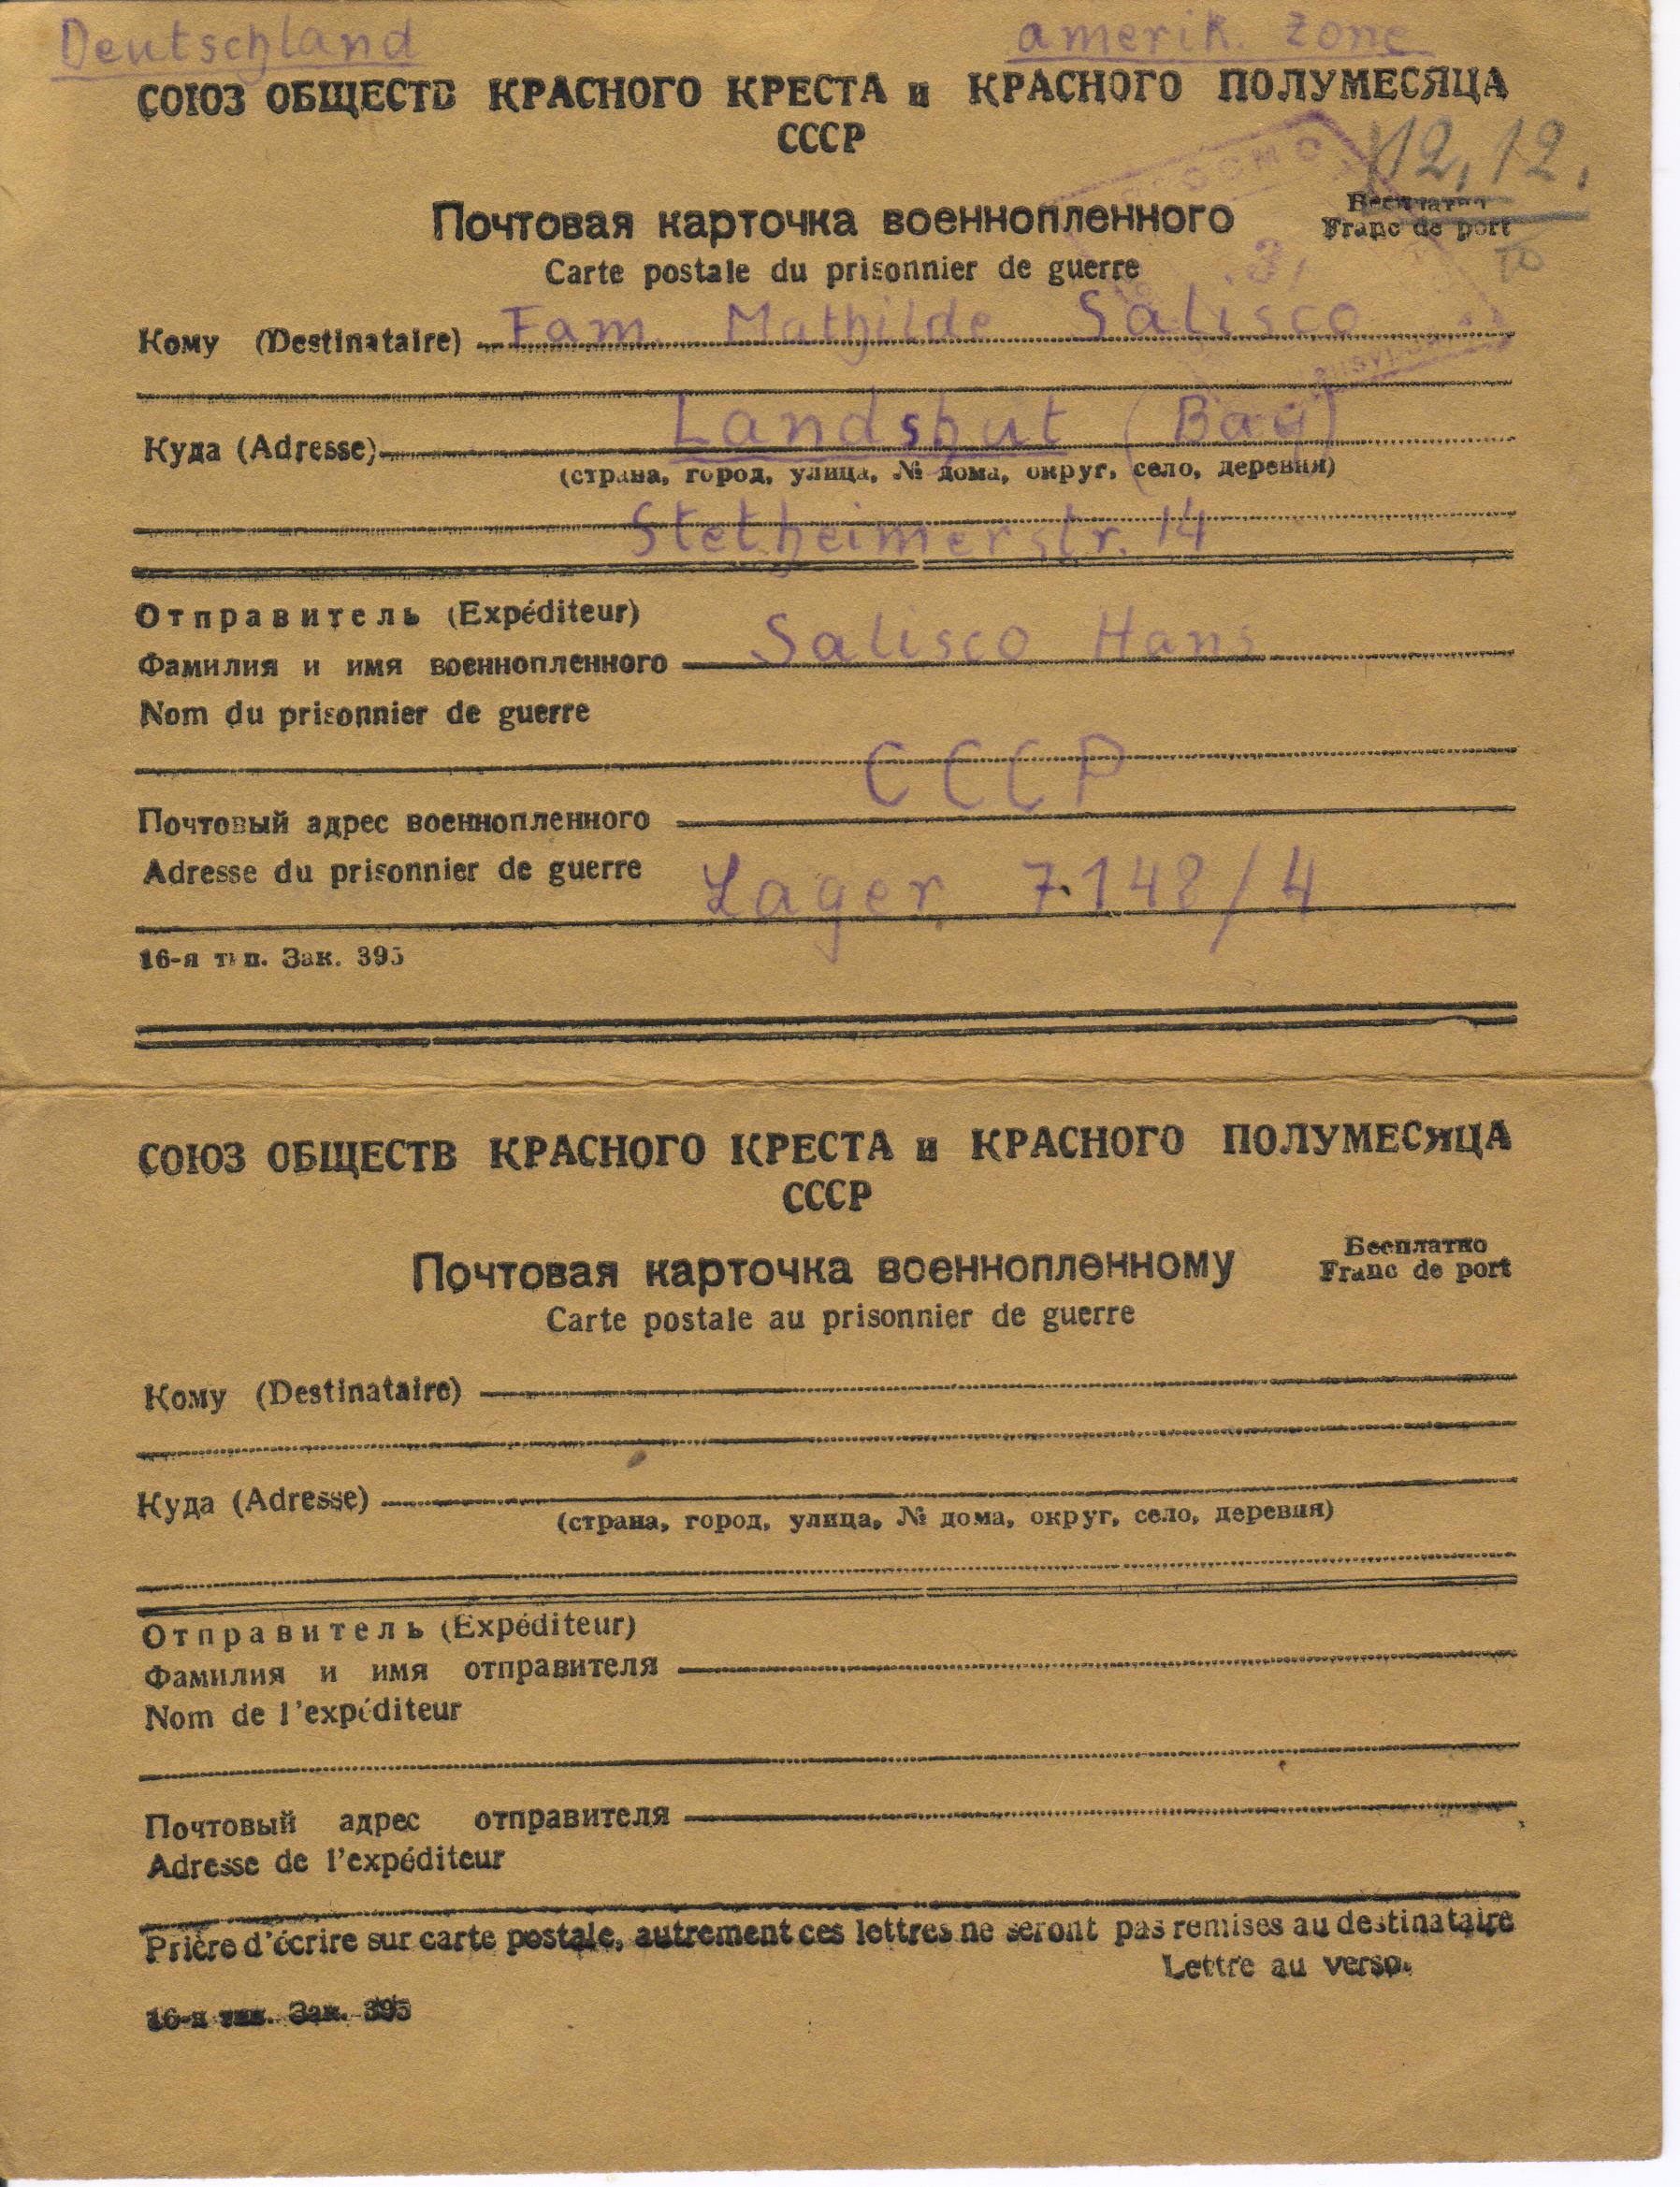 Deutschland amerik. Zone
СОЮЗ ОБЩЕСТВ КРАСНОГО КРЕСТА и КРАСНОГО ПОЛУМЕСЯЦА
СССР
12,12.
Почтовая карточка военнопленного
Бесплатно
Franc de port
Carte postale du prisonnier de guerre
Кому (Destinataire) Fam. Mathilde Salisco
Куда (Adresse) Landshut (Bay)
(страна, город, улица, № дома, округ, село, деревня)
Stetheimerstr. 14
Отправитель (Expéditeur)
Фамилия и имя военнопленного Salisco Hans
Nom du prisonnier de guerre
СССР
Почтовый адрес военнопленного
Adresse du prisonnier de guerre Lager 7148/4
16-я тип. Зак. 395
СОЮЗ ОБЩЕСТВ КРАСНОГО КРЕСТА и КРАСНОГО ПОЛУМЕСЯЦА
СССР
Почтовая карточка военнопленному
Бесплатно
Franc de port
Carte postale au prisonnier de guerre
Кому (Destinataire)
Куда (Adresse)
(страна, город, улица, № дома, округ, село, деревня)
Отправитель (Expéditeur)
Фамилия и имя отправителя
Nom de l'expéditeur
Почтовый адрес отправителя
Adresse de l'expéditeur
Prière d'écrire sur carte postale, autrement ces lettres ne seront pas remises au destinataire
Lettre au verso.
16-я тип. Зак. 395